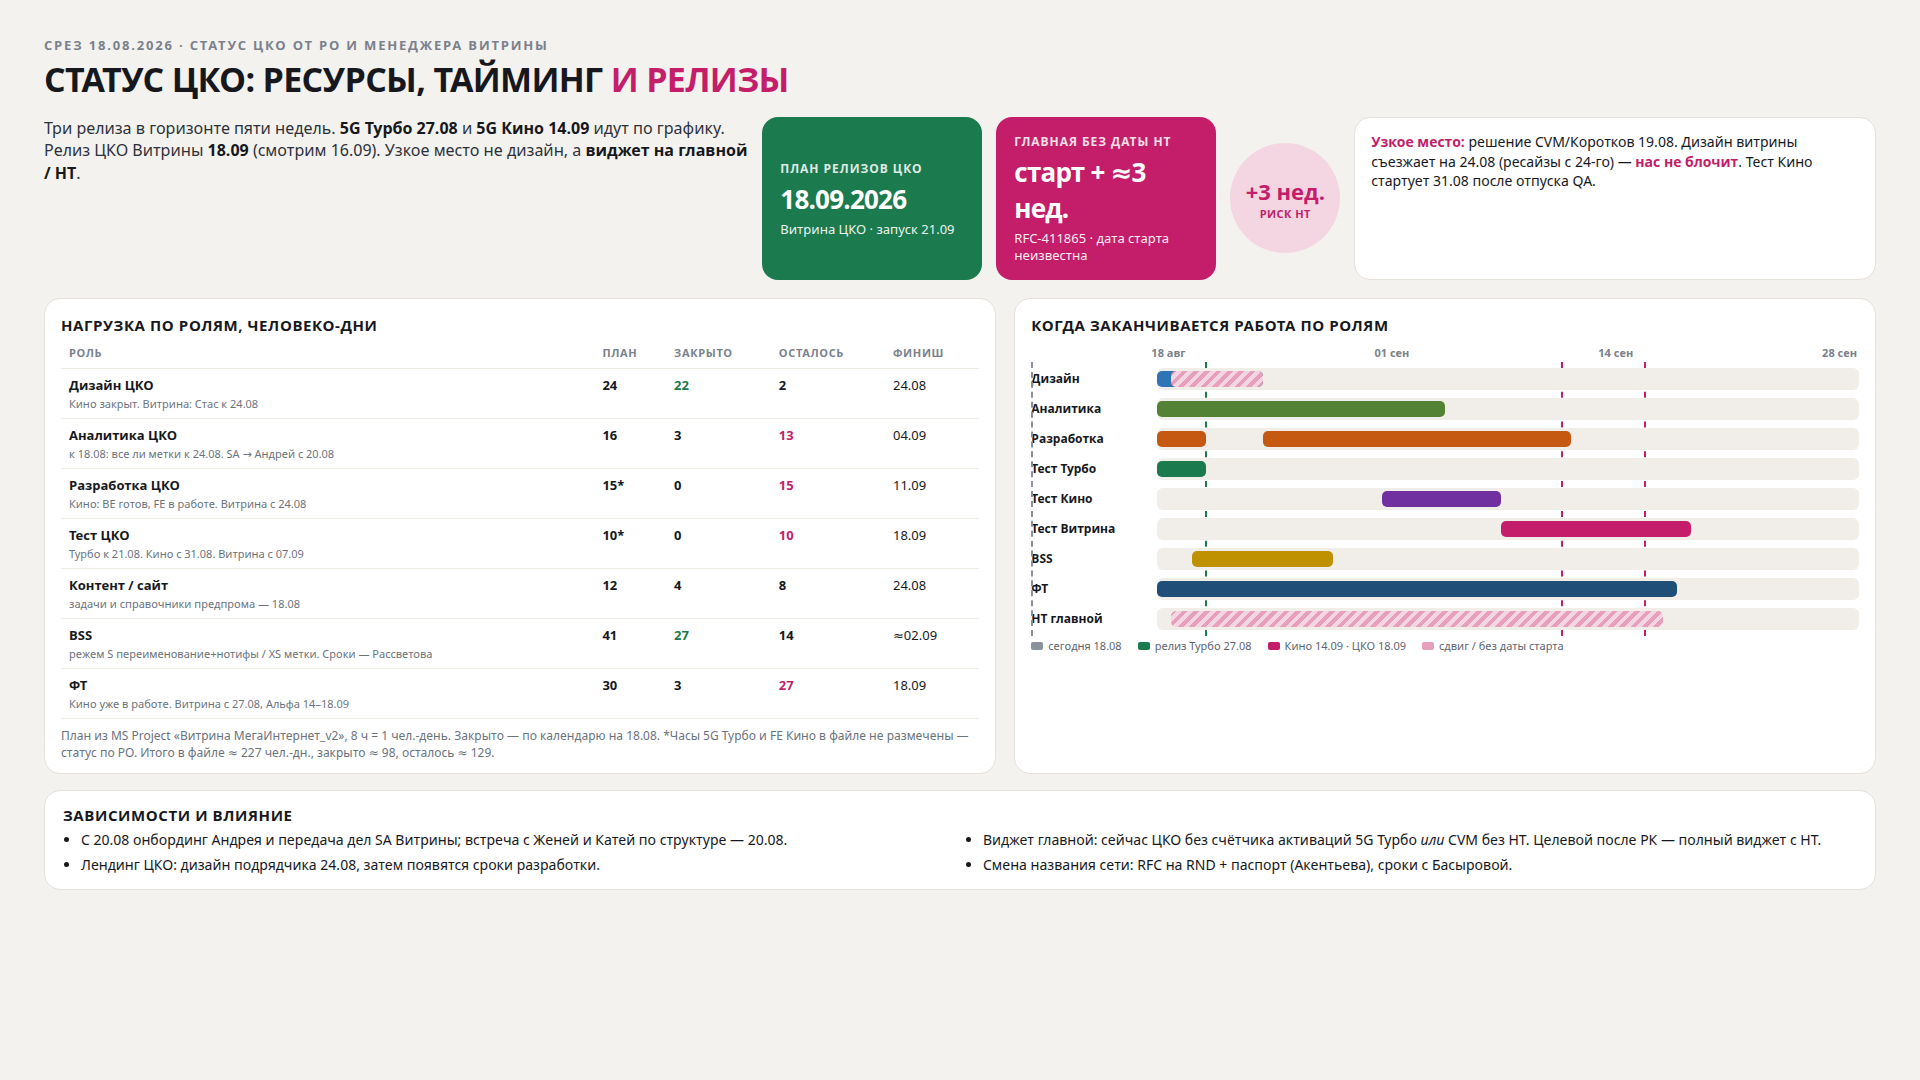 СРЕЗ 18.08.2026 · СТАТУС ЦКО ОТ РО И МЕНЕДЖЕРА ВИТРИНЫ
СТАТУС ЦКО: РЕСУРСЫ, ТАЙМИНГ И РЕЛИЗЫ
Три релиза в горизонте пяти недель. 5G Турбо 27.08 и 5G Кино 14.09 идут по графику.
Релиз ЦКО Витрины 18.09 (смотрим 16.09). Узкое место не дизайн, а виджет на главной
/ НТ.
ПЛАН РЕЛИЗОВ ЦКО
18.09.2026
Витрина ЦКО · запуск 21.09
ГЛАВНАЯ БЕЗ ДАТЫ НТ
старт + ≈3
нед.
RFC-411865 · дата старта
неизвестна
+3 нед.
РИСК НТ
Узкое место: решение CVM/Коротков 19.08. Дизайн витрины
съезжает на 24.08 (ресайзы с 24-го) — нас не блочит. Тест Кино
стартует 31.08 после отпуска QA.
НАГРУЗКА ПО РОЛЯМ, ЧЕЛОВЕКО-ДНИ
РОЛЬ ПЛАН ЗАКРЫТО ОСТАЛОСЬ ФИНИШ
Дизайн ЦКО 24 22 2 24.08
Кино закрыт. Витрина: Стас к 24.08
Аналитика ЦКО 16 3 13 04.09
к 18.08: все ли метки к 24.08. SA → Андрей с 20.08
Разработка ЦКО 15* 0 15 11.09
Кино: BE готов, FE в работе. Витрина с 24.08
Тест ЦКО 10* 0 10 18.09
Турбо к 21.08. Кино с 31.08. Витрина с 07.09
Контент / сайт 12 4 8 24.08
задачи и справочники предпрома — 18.08
BSS 41 27 14 ≈02.09
режем S переименование+нотифы / XS метки. Сроки — Рассветова
ФТ 30 3 27 18.09
Кино уже в работе. Витрина с 27.08, Альфа 14–18.09
План из MS Project «Витрина МегаИнтернет_v2», 8 ч = 1 чел.-день. Закрыто — по календарю на 18.08. *Часы 5G Турбо и FE Кино в файле не размечены —
статус по РО. Итого в файле ≈ 227 чел.-дн., закрыто ≈ 98, осталось ≈ 129.
КОГДА ЗАКАНЧИВАЕТСЯ РАБОТА ПО РОЛЯМ
18 авг 01 сен 14 сен 28 сен
Дизайн
Аналитика
Разработка
Тест Турбо
Тест Кино
Тест Витрина
BSS
ФТ
НТ главной
сегодня 18.08 релиз Турбо 27.08 Кино 14.09 · ЦКО 18.09 сдвиг / без даты старта
ЗАВИСИМОСТИ И ВЛИЯНИЕ
• С 20.08 онбординг Андрея и передача дел SA Витрины; встреча с Женей и Катей по структуре — 20.08.
• Лендинг ЦКО: дизайн подрядчика 24.08, затем появятся сроки разработки.
• Виджет главной: сейчас ЦКО без счётчика активаций 5G Турбо или CVM без НТ. Целевой после РК — полный виджет с НТ.
• Смена названия сети: RFC на RND + паспорт (Акентьева), сроки с Басыровой.